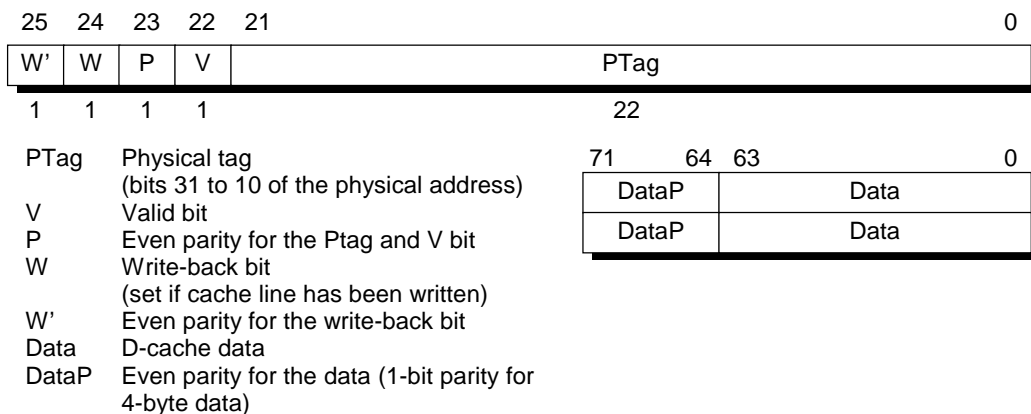 25 24 23 22 21 0
W' W P V PTag
1 1 1 1 22
PTag Physical tag
(bits 31 to 10 of the physical address)
V Valid bit
P Even parity for the Ptag and V bit
W Write-back bit
(set if cache line has been written)
W' Even parity for the write-back bit
Data D-cache data
DataP Even parity for the data (1-bit parity for
4-byte data)
71 64 63 0
DataP Data
DataP Data